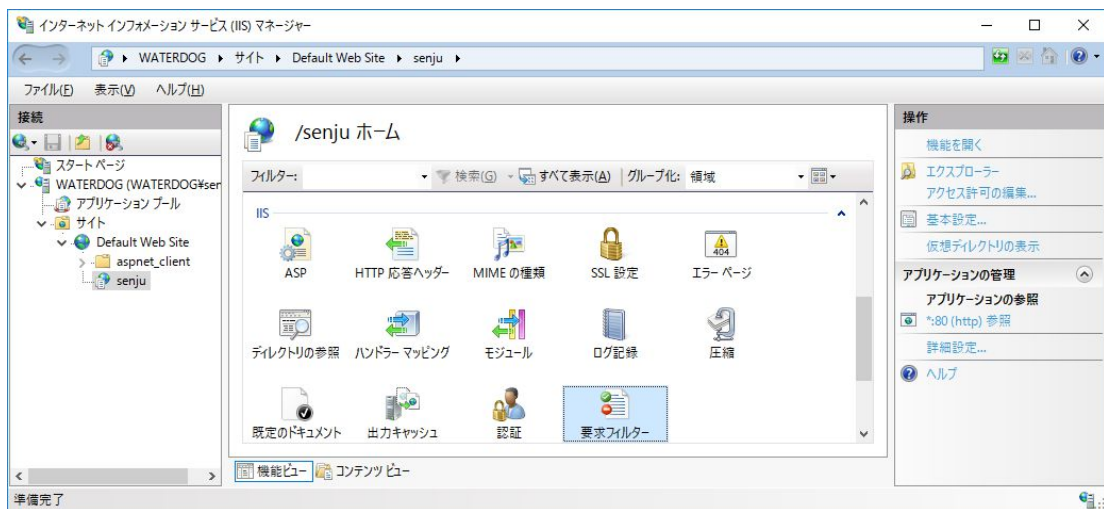 インターネット インフォメーション サービス (IIS) マネージャー
WATERDOG ▸ サイト ▸ Default Web Site ▸ senju ▸
ファイル(F) 表示(V) ヘルプ(H)
接続
スタート ページ
WATERDOG (WATERDOG¥ser
アプリケーション プール
サイト
Default Web Site
aspnet_client
senju
/senju ホーム
フィルター: 検索(G) すべて表示(A) グループ化: 領域
IIS
ASP HTTP 応答ヘッダー MIME の種類 SSL 設定 404 エラー ページ
ディレクトリの参照 ハンドラー マッピング モジュール ログ記録 圧縮
既定のドキュメント 出力キャッシュ 認証 要求フィルター
機能ビュー コンテンツ ビュー
操作
機能を開く
エクスプローラー
アクセス許可の編集...
基本設定...
仮想ディレクトリの表示
アプリケーションの管理
アプリケーションの参照
*:80 (http) 参照
詳細設定...
ヘルプ
準備完了